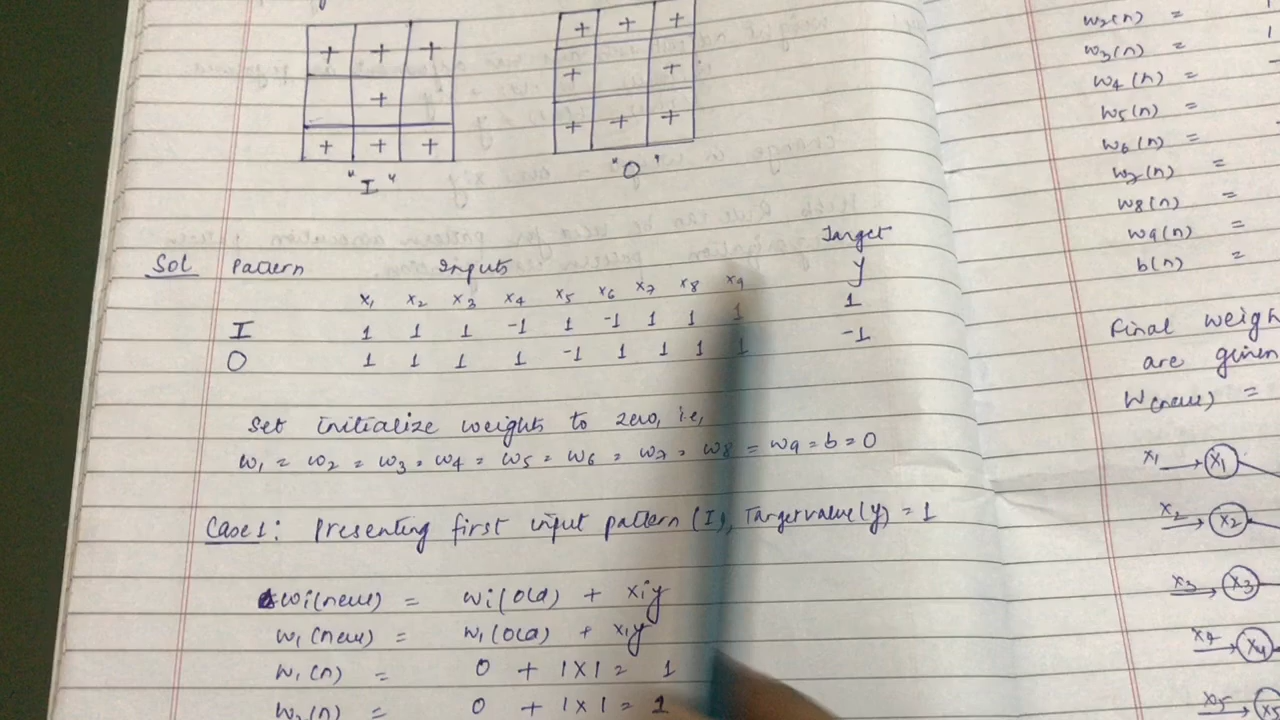 + + +
+
+ + +
"I"
+ + +
+ +
+ + +
"O"
Sol Pattern Inputs Target
x1 x2 x3 x4 x5 x6 x7 x8 x9 y
I 1 1 1 -1 1 -1 1 1 1 1
O 1 1 1 1 -1 1 1 1 1 -1
Set initialize weights to zero, i.e,
w1 = w2 = w3 = w4 = w5 = w6 = w7 = w8 = w9 = b = 0
Case 1: Presenting first input pattern (I), Target value (y) = 1
wi(new) = wi(old) + xiy
w1(new) = w1(old) + x1y
w1(n) = 0 + 1x1 = 1
w2(n) = 0 + 1x1 = 1
w2(n) =
w3(n) = 1
w4(n) =
w5(n) =
w6(n) =
w7(n) =
w8(n) =
w9(n) =
b(n) =
Final weigh
are given
W(new) =
x1 → x1
x2 → x2
x3 → x3
x4 → x4
x5 → x5